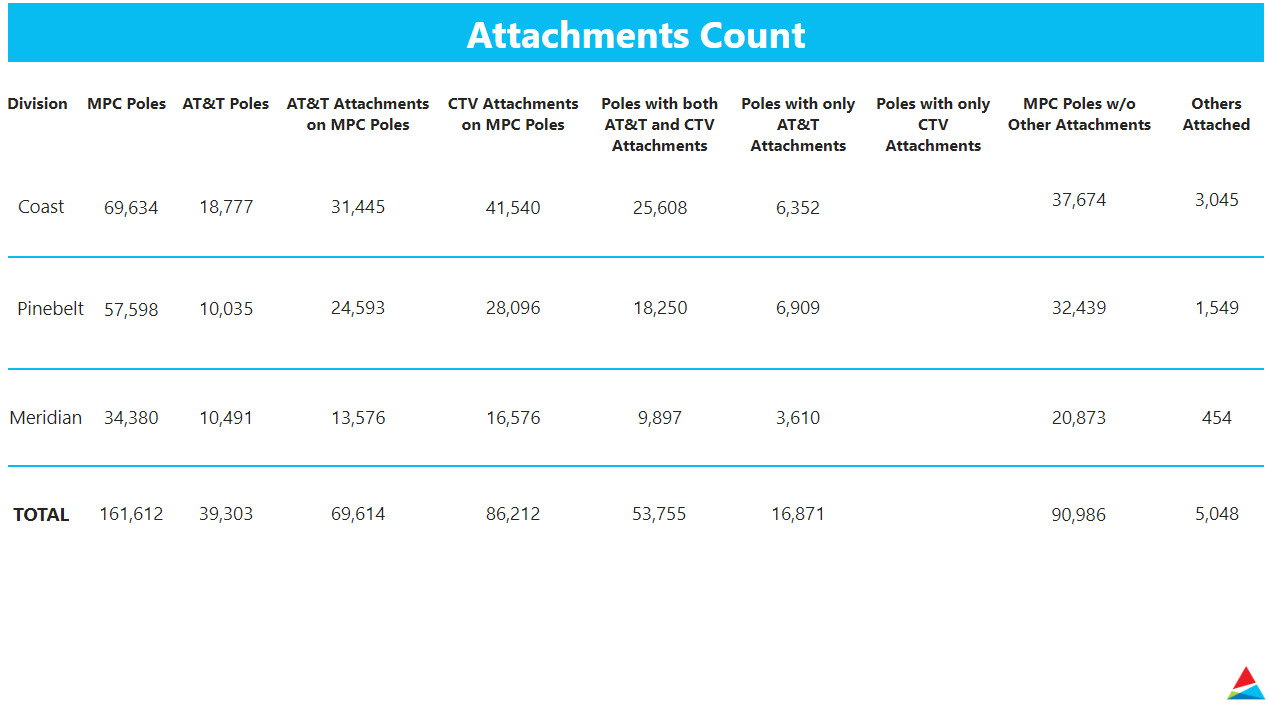 Attachments Count
Division MPC Poles AT&T Poles AT&T Attachments on MPC Poles CTV Attachments on MPC Poles Poles with both AT&T and CTV Attachments Poles with only AT&T Attachments Poles with only CTV Attachments MPC Poles w/o Other Attachments Others Attached
Coast 69,634 18,777 31,445 41,540 25,608 6,352 37,674 3,045
Pinebelt 57,598 10,035 24,593 28,096 18,250 6,909 32,439 1,549
Meridian 34,380 10,491 13,576 16,576 9,897 3,610 20,873 454
TOTAL 161,612 39,303 69,614 86,212 53,755 16,871 90,986 5,048